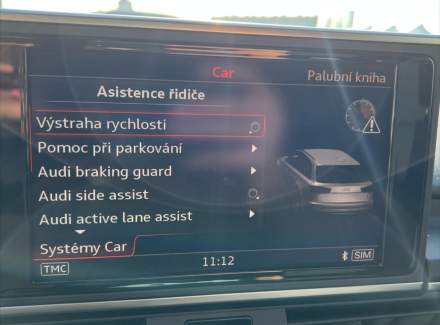 Car
Palubní kniha
Asistence řidiče
Výstraha rychlosti
Pomoc při parkování
Audi braking guard
Audi side assist
Audi active lane assist
Systémy Car
TMC
11:12
SIM